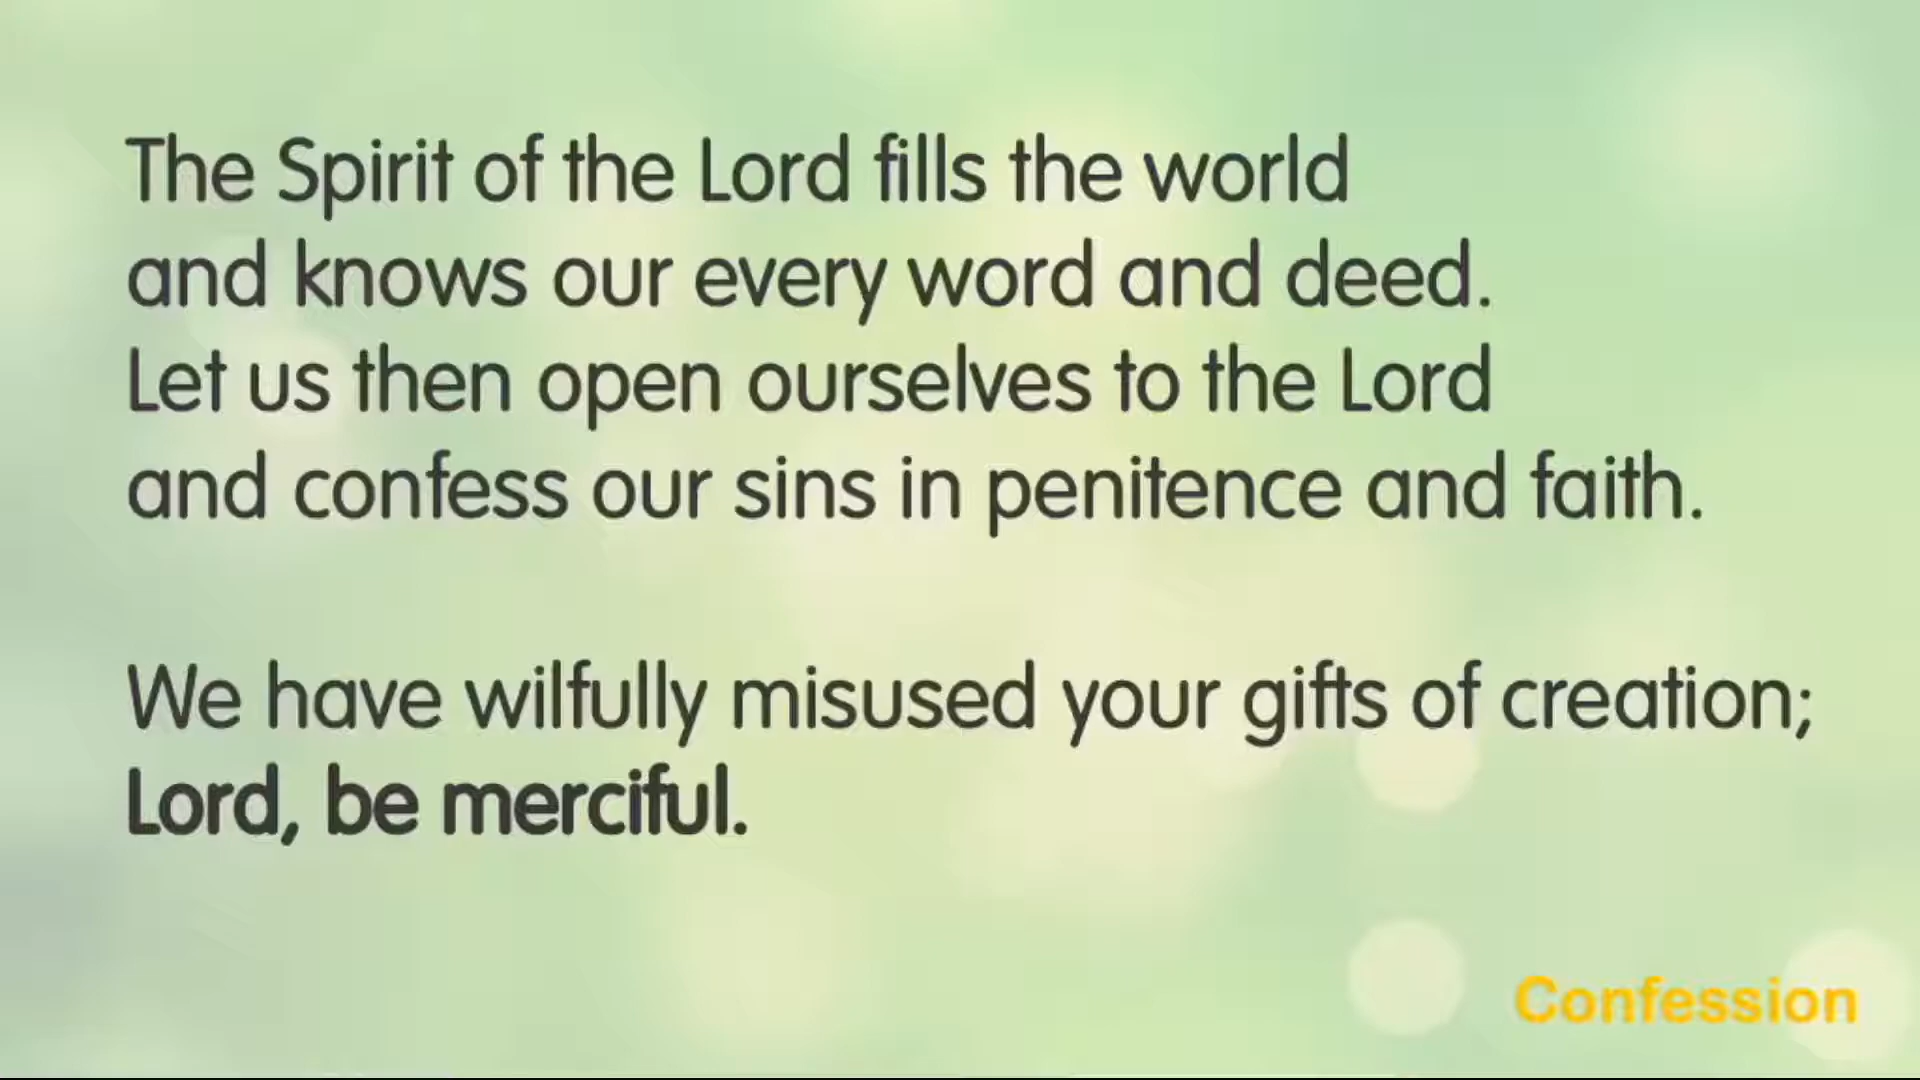 The Spirit of the Lord fills the world
and knows our every word and deed.
Let us then open ourselves to the Lord
and confess our sins in penitence and faith.
We have wilfully misused your gifts of creation;
Lord, be merciful.
Confession